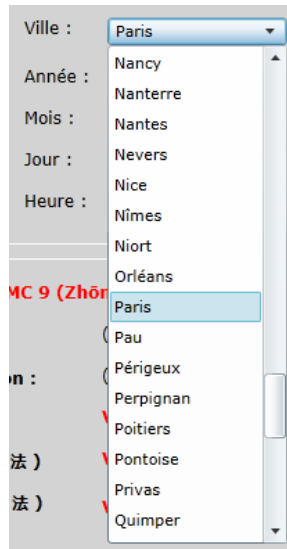 Ville : Paris
Nancy
Année :
Nanterre
Mois :
Nantes
Jour :
Nevers
Nice
Heure :
Nîmes
Niort
Orléans
MC 9 (Zhōn
Paris
(
Pau
on : (
Périgeux
Perpignan
Poitiers
法 )
Pontoise
Privas
法 )
Quimper